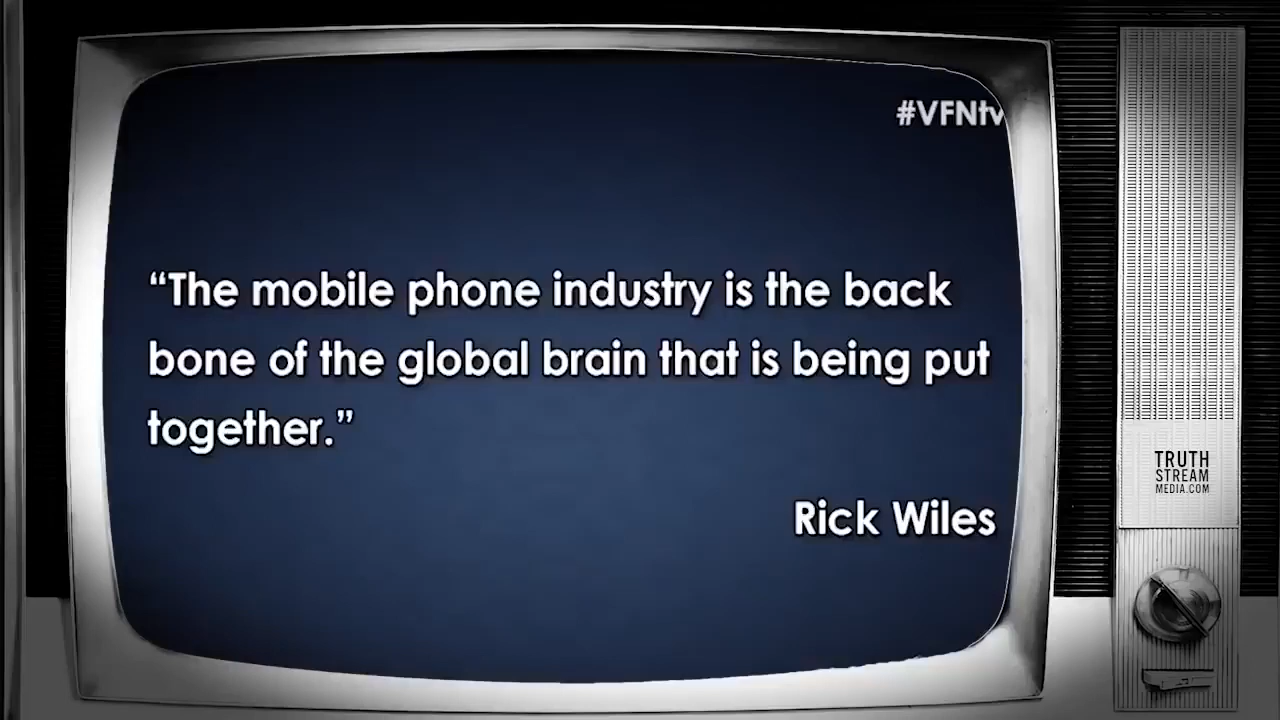 #VFNtv
“The mobile phone industry is the back
bone of the global brain that is being put
together.”
Rick Wiles
TRUTH
STREAM
MEDIA.COM